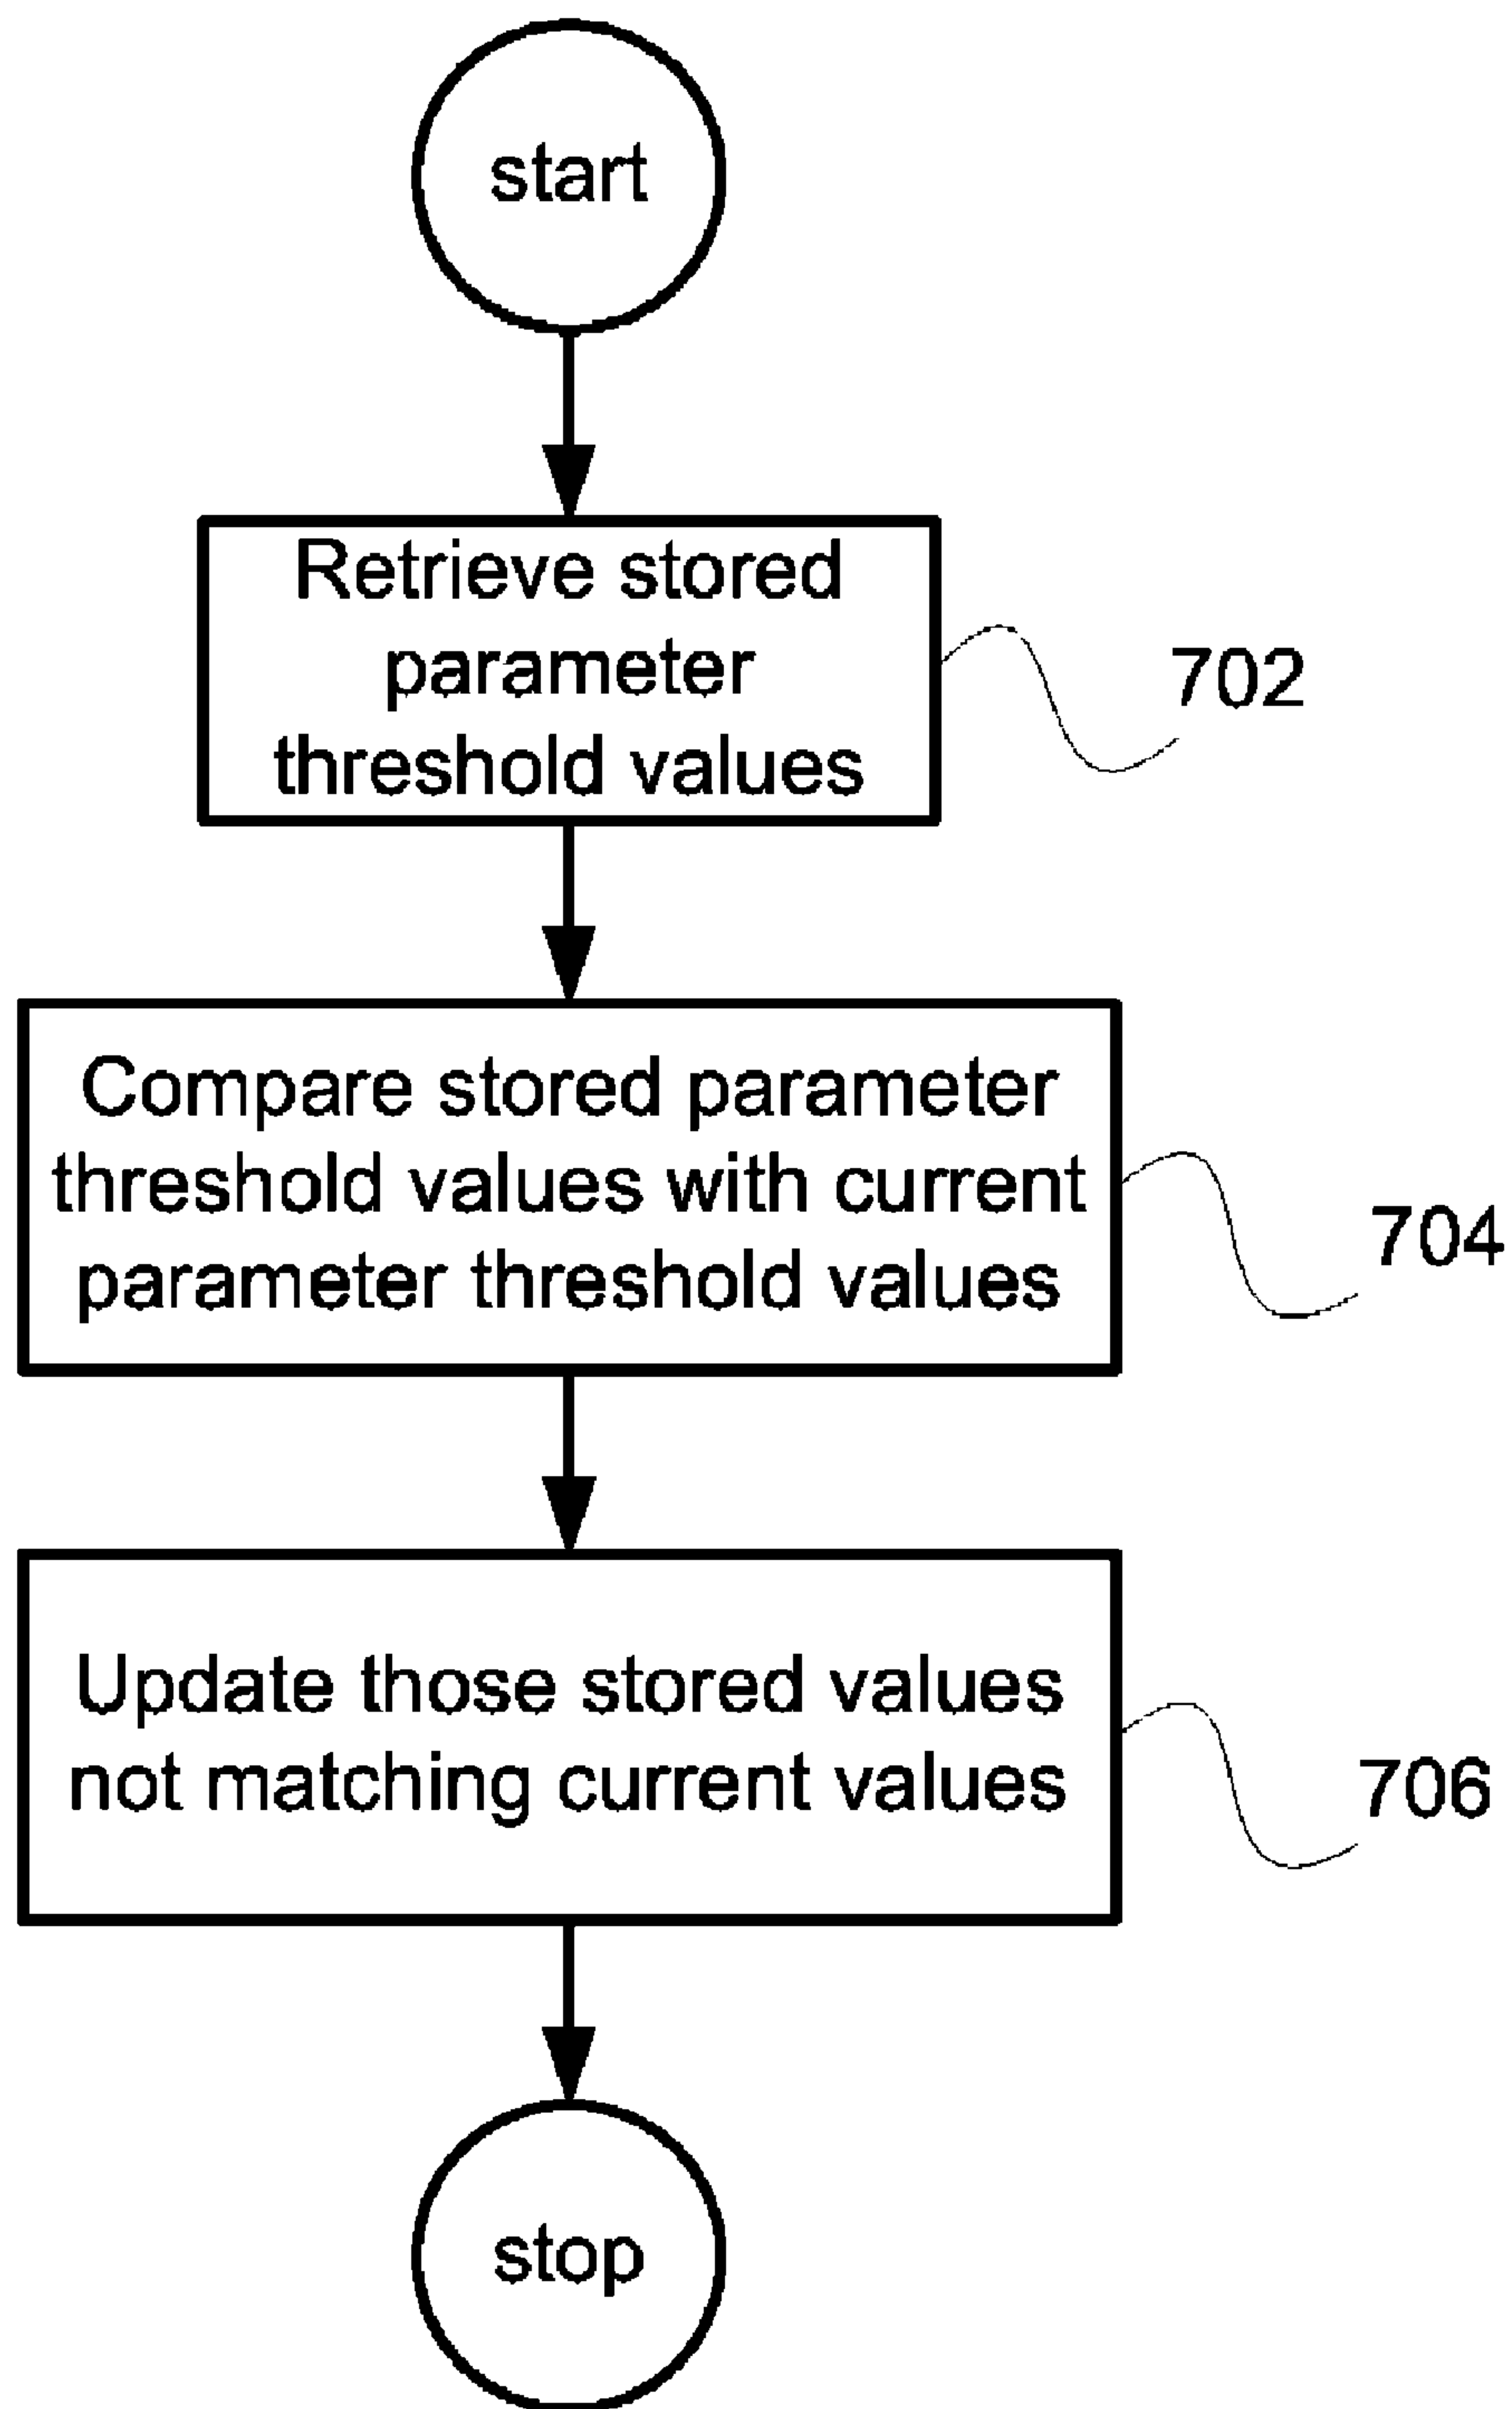 start
Retrieve stored
parameter
threshold values
702
Compare stored parameter
threshold values with current
parameter threshold values
704
Update those stored values
not matching current values
706
stop